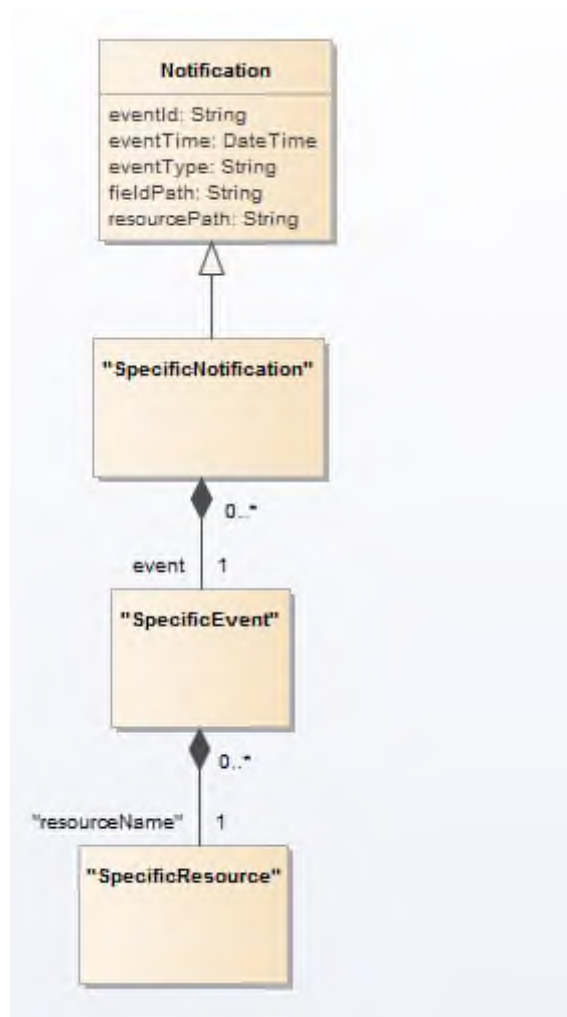 Notification
eventId: String
eventTime: DateTime
eventType: String
fieldPath: String
resourcePath: String
"SpecificNotification"
0..*
event 1
"SpecificEvent"
0..*
"resourceName" 1
"SpecificResource"